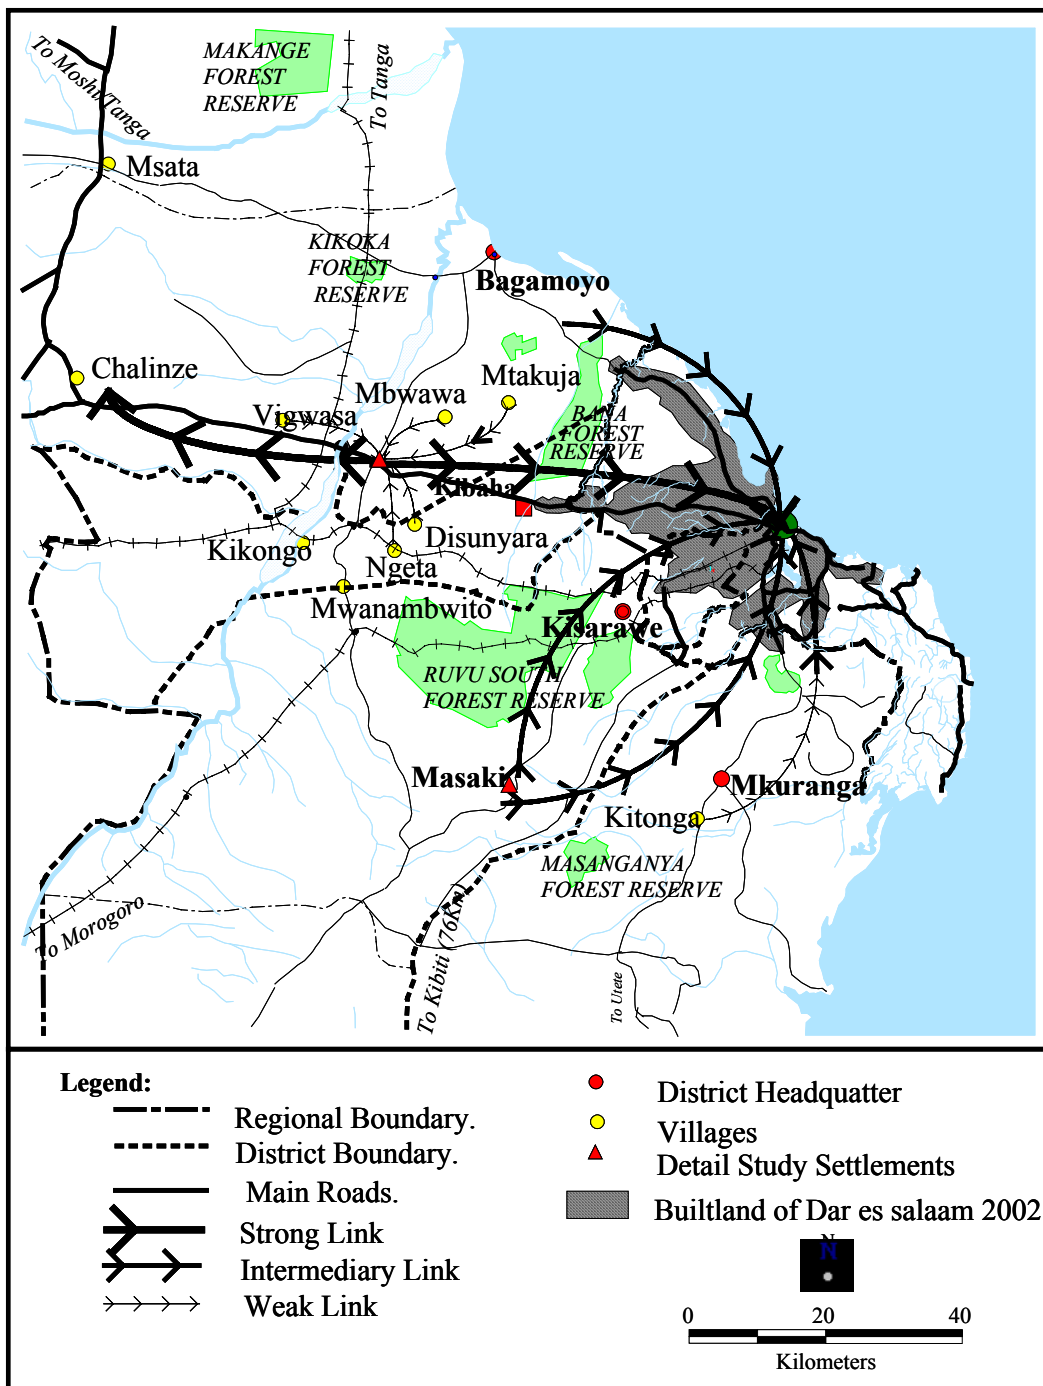 To Moshi/Tanga
MAKANGE
FOREST
RESERVE
To Tanga
Msata
KIKOKA
FOREST
RESERVE
Bagamoyo
Chalinze
Mtakuja
Mbwawa
Vigwasa
BANA
FOREST
RESERVE
Kibaha
Disunyara
Kikongo
Ngeta
Mwanambwito
Kisarawe
RUVU SOUTH
FOREST RESERVE
Masaki
Mkuranga
Kitonga
MASANGANYA
FOREST RESERVE
To Morogoro
To Kibiti (76Km)
To Utete
Legend:
Regional Boundary.
District Boundary.
Main Roads.
Strong Link
Intermediary Link
Weak Link
District Headquatter
Villages
Detail Study Settlements
Builtland of Dar es salaam 2002
N
N
0 20 40
Kilometers